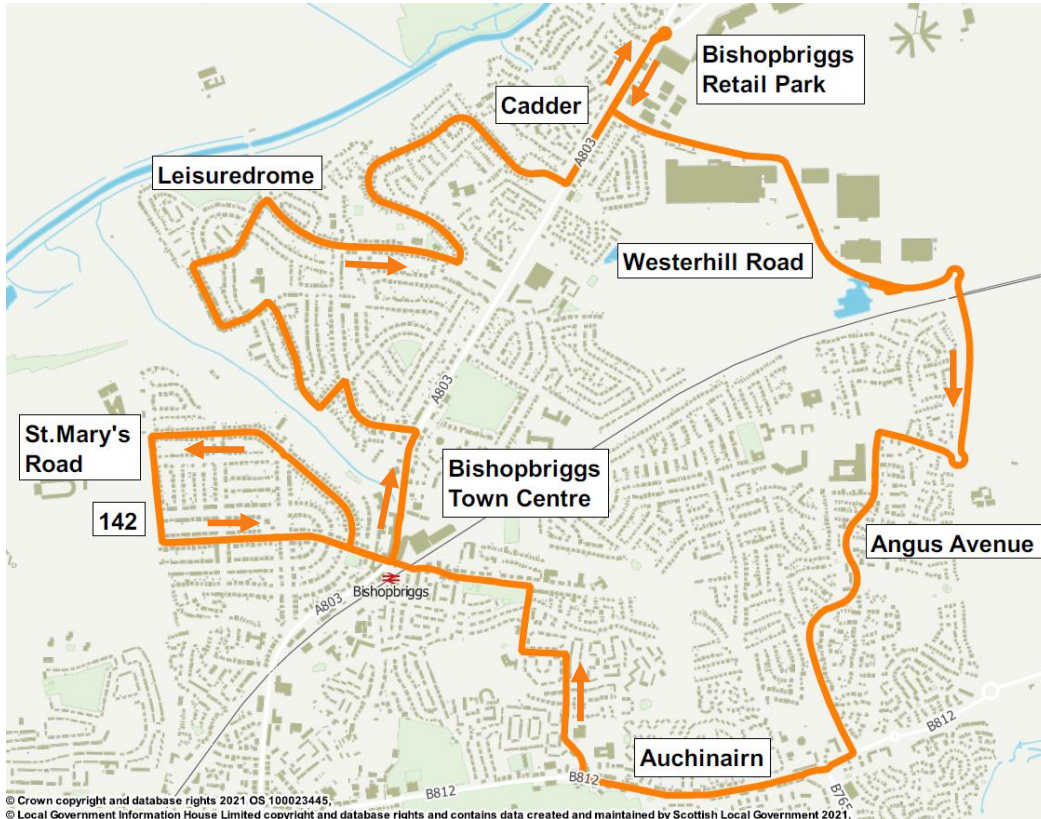 Bishopbriggs
Retail Park
Cadder
A803
Leisuredrome
Westerhill Road
A803
St.Mary's
Road
Bishopbriggs
Town Centre
142
Angus Avenue
Bishopbriggs
A803
B812
Auchinairn
B812
B812
B765
© Crown copyright and database rights 2021 OS 100023445,
© Local Government Information House Limited copyright and database rights and contains data created and maintained by Scottish Local Government 2021.